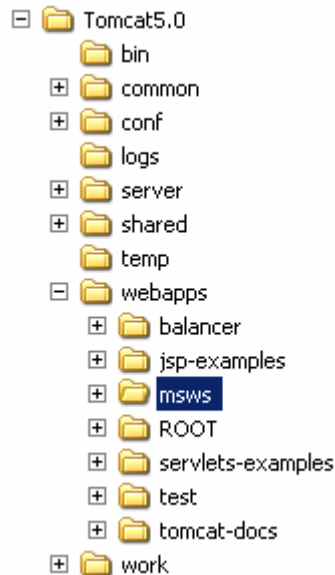 Tomcat5.0
bin
common
conf
logs
server
shared
temp
webapps
balancer
jsp-examples
msws
ROOT
servlets-examples
test
tomcat-docs
work